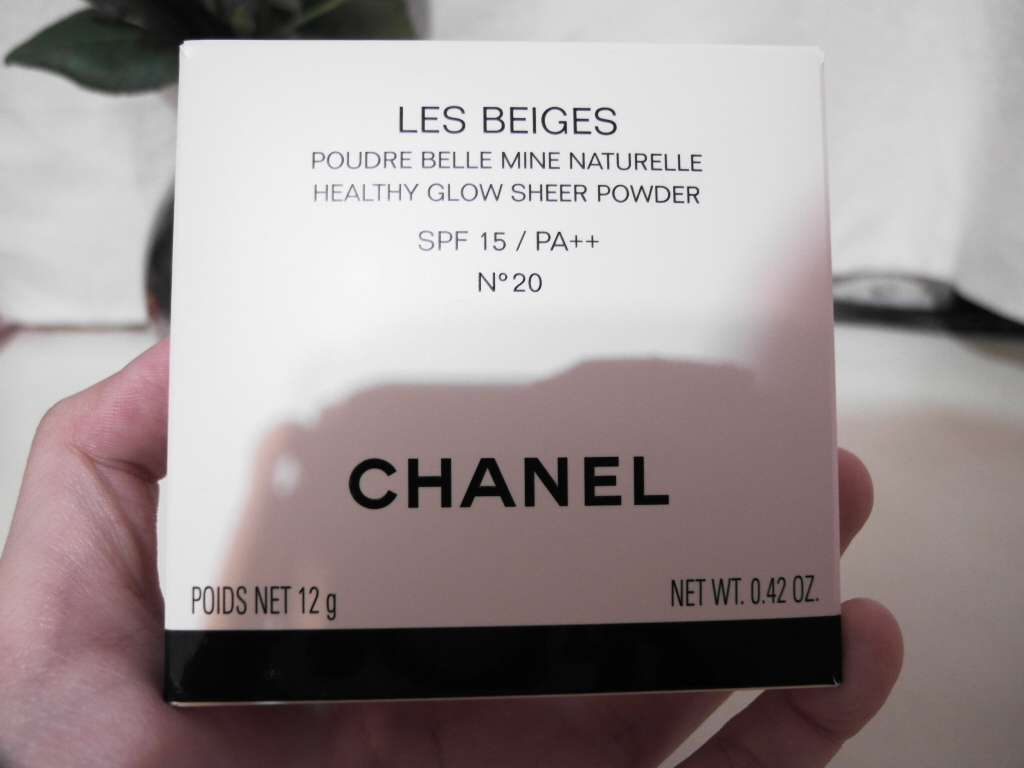 LES BEIGES
POUDRE BELLE MINE NATURELLE
HEALTHY GLOW SHEER POWDER
SPF 15 / PA++
N°20
CHANEL
POIDS NET 12 g NET WT. 0.42 OZ.